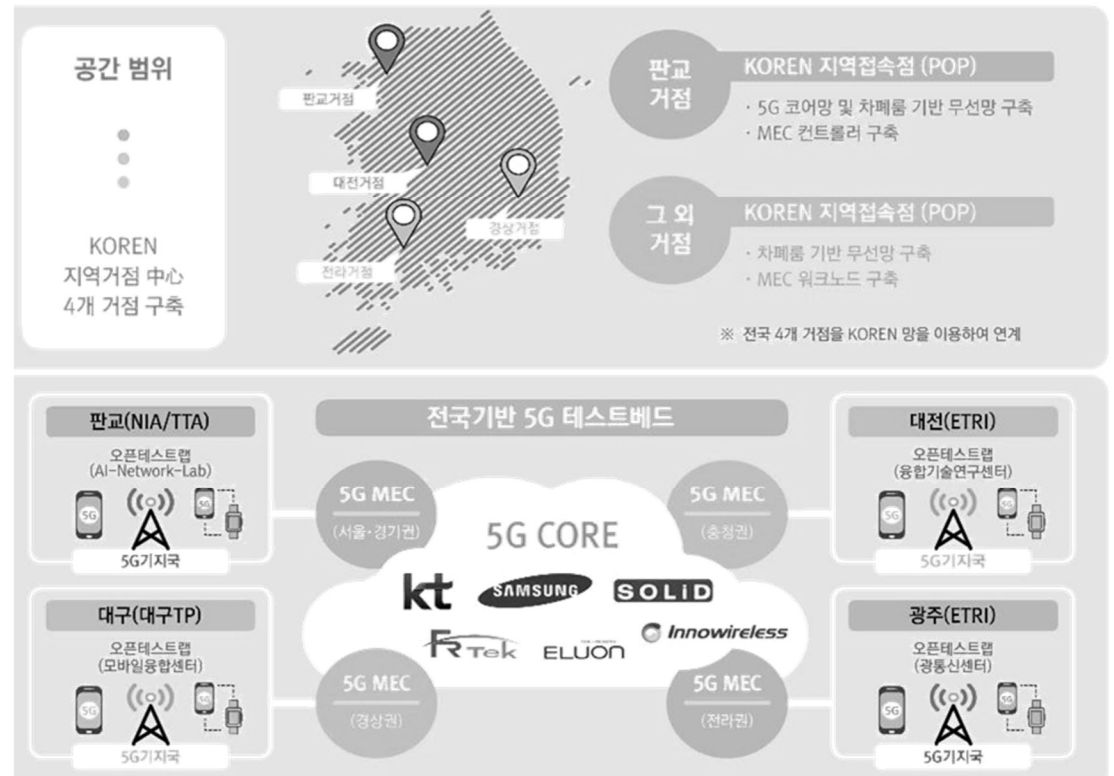 공간 범위
KOREN
지역거점 中心
4개 거점 구축
판교거점
대전거점
경상거점
전라거점
판교
거점
KOREN 지역접속점 (POP)
· 5G 코어망 및 차폐룸 기반 무선망 구축
· MEC 컨트롤러 구축
그 외
거점
KOREN 지역접속점 (POP)
· 차폐룸 기반 무선망 구축
· MEC 워크노드 구축
※ 전국 4개 거점을 KOREN 망을 이용하여 연계
전국기반 5G 테스트베드
판교(NIA/TTA)
오픈테스트랩
(AI-Network-Lab)
5G
5G
5G기지국
5G MEC
(서울-경기권)
5G CORE
kt
SAMSUNG
SOLiD
FRTek
ELUON
Innowireless
5G MEC
(충청권)
대전(ETRI)
오픈테스트랩
(융합기술연구센터)
5G
5G
5G기지국
대구(대구TP)
오픈테스트랩
(모바일융합센터)
5G
5G
5G기지국
5G MEC
(경상권)
5G MEC
(전라권)
광주(ETRI)
오픈테스트랩
(광통신센터)
5G
5G
5G기지국